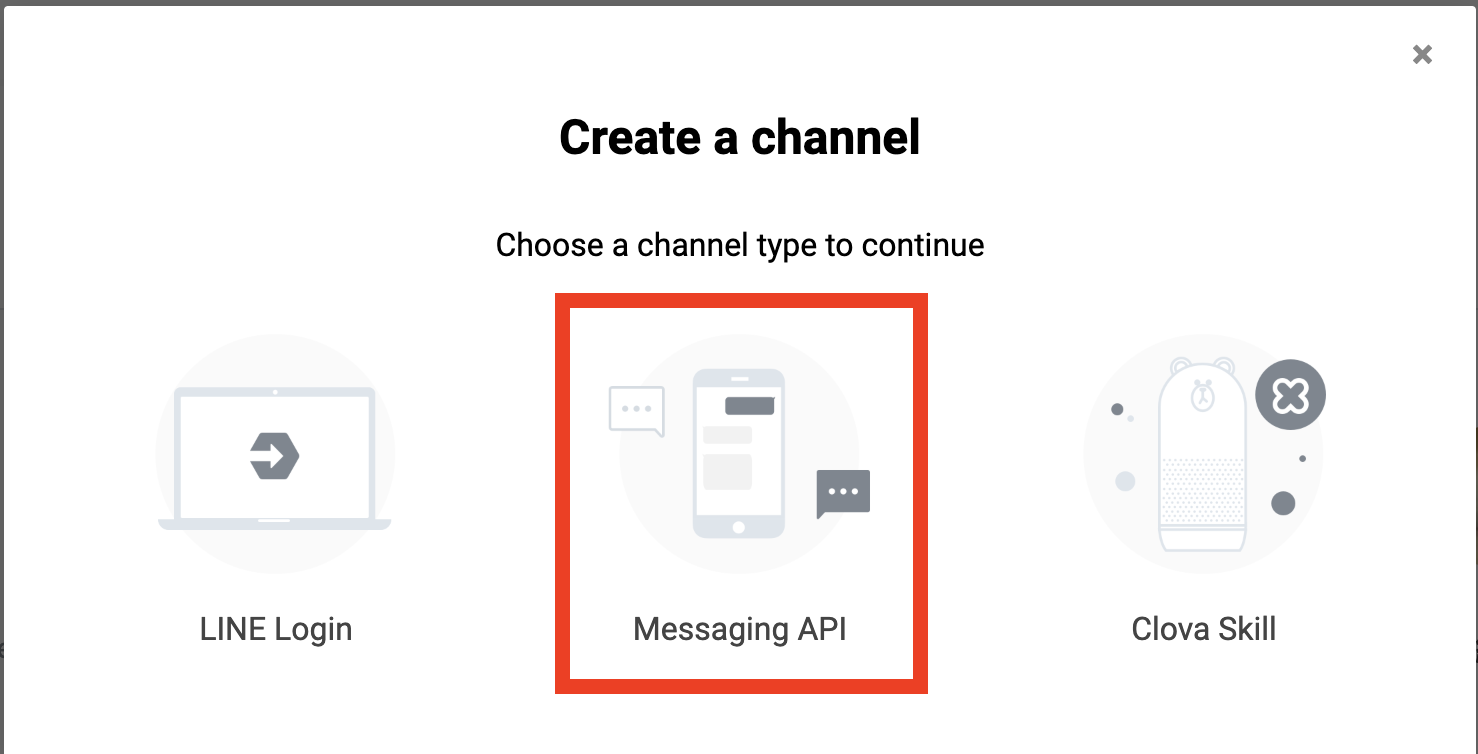 Create a channel
Choose a channel type to continue
LINE Login
Messaging API
Clova Skill